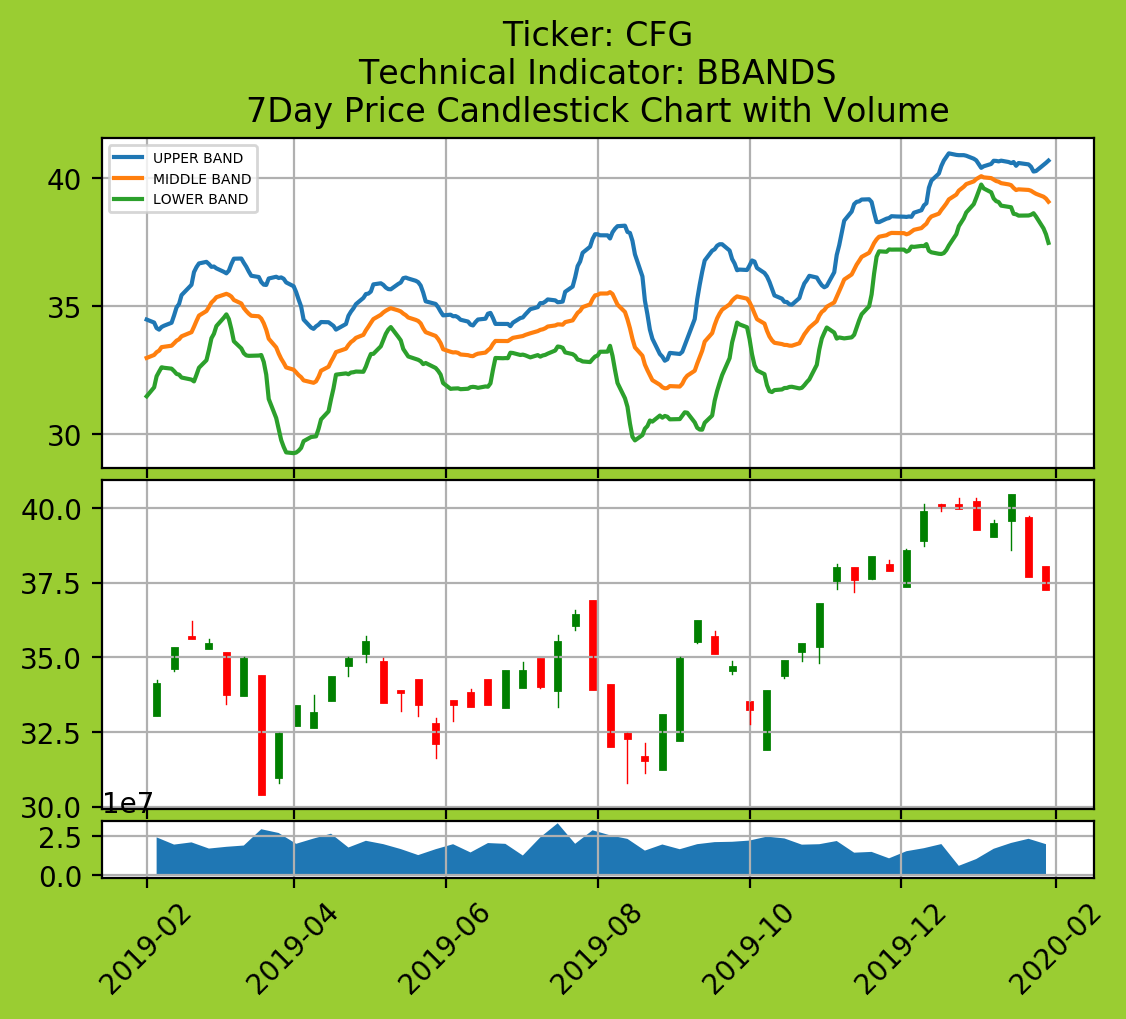 Ticker: CFG
Technical Indicator: BBANDS
7Day Price Candlestick Chart with Volume
UPPER BAND
MIDDLE BAND
LOWER BAND
40
35
30
40.0
37.5
35.0
32.5
30.0
1e7
2.5
0.0
2019-02
2019-04
2019-06
2019-08
2019-10
2019-12
2020-02